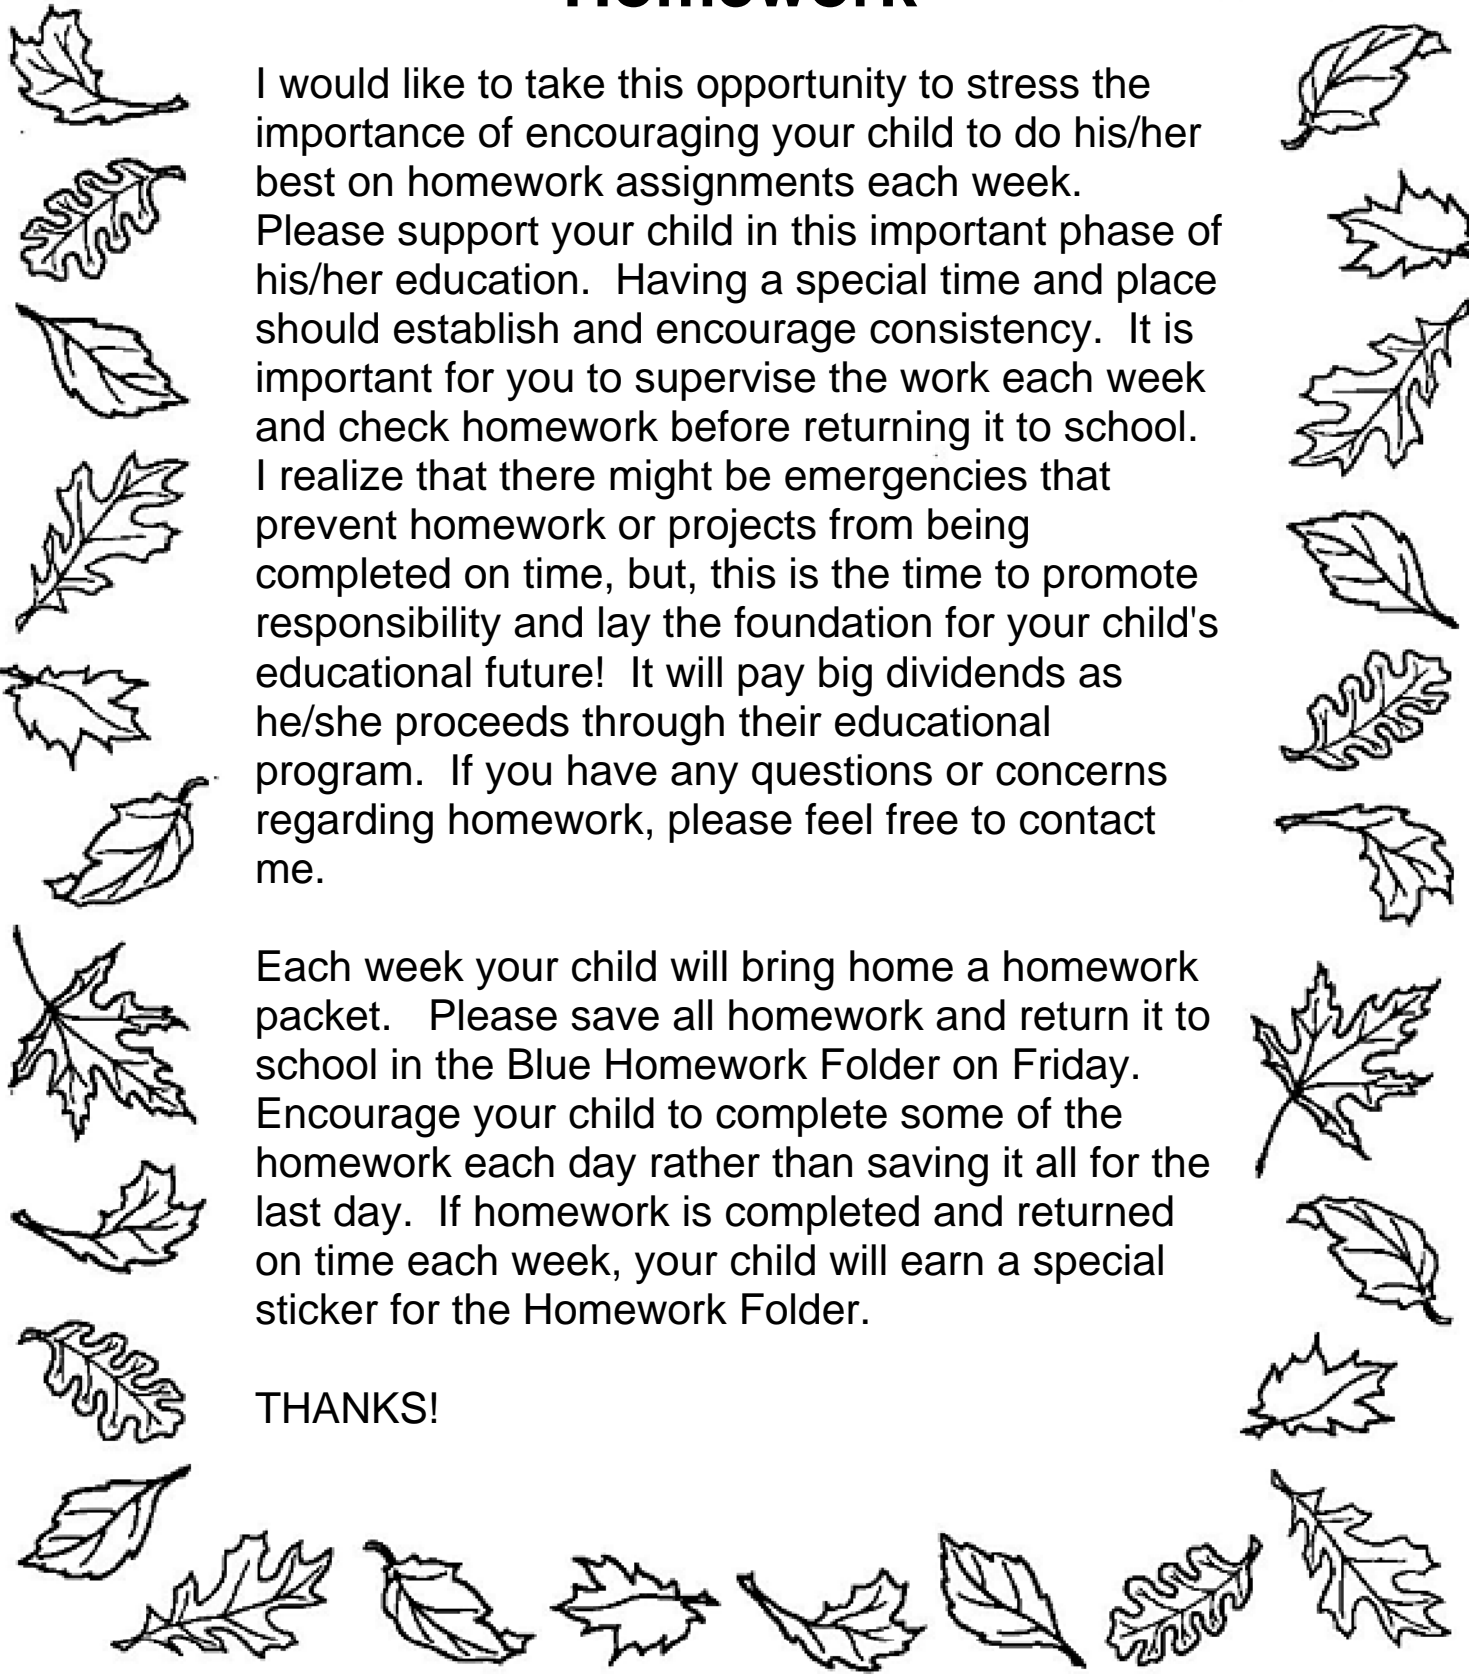 Homework
I would like to take this opportunity to stress the
importance of encouraging your child to do his/her
best on homework assignments each week.
Please support your child in this important phase of
his/her education.  Having a special time and place
should establish and encourage consistency.  It is
important for you to supervise the work each week
and check homework before returning it to school.
I realize that there might be emergencies that
prevent homework or projects from being
completed on time, but, this is the time to promote
responsibility and lay the foundation for your child's
educational future!  It will pay big dividends as
he/she proceeds through their educational
program.  If you have any questions or concerns
regarding homework, please feel free to contact
me.
Each week your child will bring home a homework
packet.   Please save all homework and return it to
school in the Blue Homework Folder on Friday.
Encourage your child to complete some of the
homework each day rather than saving it all for the
last day.  If homework is completed and returned
on time each week, your child will earn a special
sticker for the Homework Folder.
THANKS!